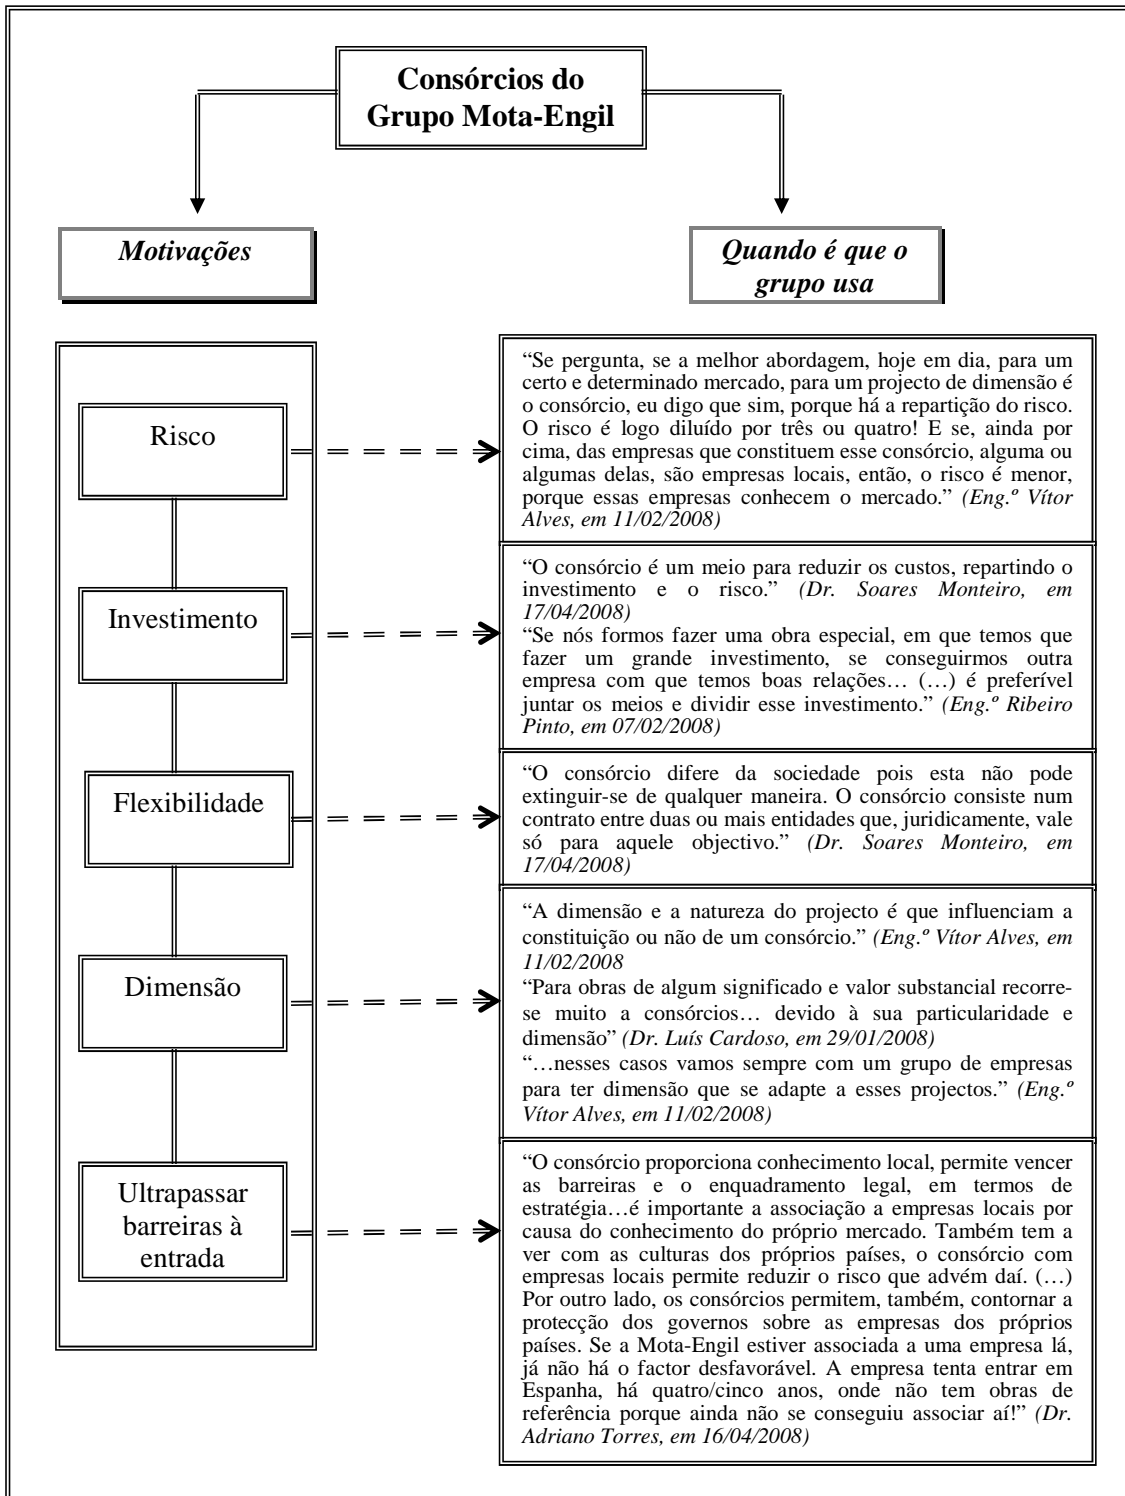 Consórcios do
Grupo Mota-Engil
Motivações
Quando é que o
grupo usa
Risco
“Se pergunta, se a melhor abordagem, hoje em dia, para um
certo e determinado mercado, para um projecto de dimensão é
o consórcio, eu digo que sim, porque há a repartição do risco.
O risco é logo diluído por três ou quatro! E se, ainda por
cima, das empresas que constituem esse consórcio, alguma ou
algumas delas, são empresas locais, então, o risco é menor,
porque essas empresas conhecem o mercado.” (Eng.º Vítor
Alves, em 11/02/2008)
Investimento
“O consórcio é um meio para reduzir os custos, repartindo o
investimento e o risco.” (Dr. Soares Monteiro, em
17/04/2008)
“Se nós formos fazer uma obra especial, em que temos que
fazer um grande investimento, se conseguirmos outra
empresa com que temos boas relações… (…) é preferível
juntar os meios e dividir esse investimento.” (Eng.º Ribeiro
Pinto, em 07/02/2008)
Flexibilidade
“O consórcio difere da sociedade pois esta não pode
extinguir-se de qualquer maneira. O consórcio consiste num
contrato entre duas ou mais entidades que, juridicamente, vale
só para aquele objectivo.” (Dr. Soares Monteiro, em
17/04/2008)
Dimensão
“A dimensão e a natureza do projecto é que influenciam a
constituição ou não de um consórcio.” (Eng.º Vítor Alves, em
11/02/2008
“Para obras de algum significado e valor substancial recorre-
se muito a consórcios… devido à sua particularidade e
dimensão” (Dr. Luís Cardoso, em 29/01/2008)
“…nesses casos vamos sempre com um grupo de empresas
para ter dimensão que se adapte a esses projectos.” (Eng.º
Vítor Alves, em 11/02/2008)
Ultrapassar
barreiras à
entrada
“O consórcio proporciona conhecimento local, permite vencer
as barreiras e o enquadramento legal, em termos de
estratégia…é importante a associação a empresas locais por
causa do conhecimento do próprio mercado. Também tem a
ver com as culturas dos próprios países, o consórcio com
empresas locais permite reduzir o risco que advém daí. (…)
Por outro lado, os consórcios permitem, também, contornar a
protecção dos governos sobre as empresas dos próprios
países. Se a Mota-Engil estiver associada a uma empresa lá,
já não há o factor desfavorável. A empresa tenta entrar em
Espanha, há quatro/cinco anos, onde não tem obras de
referência porque ainda não se conseguiu associar aí!” (Dr.
Adriano Torres, em 16/04/2008)